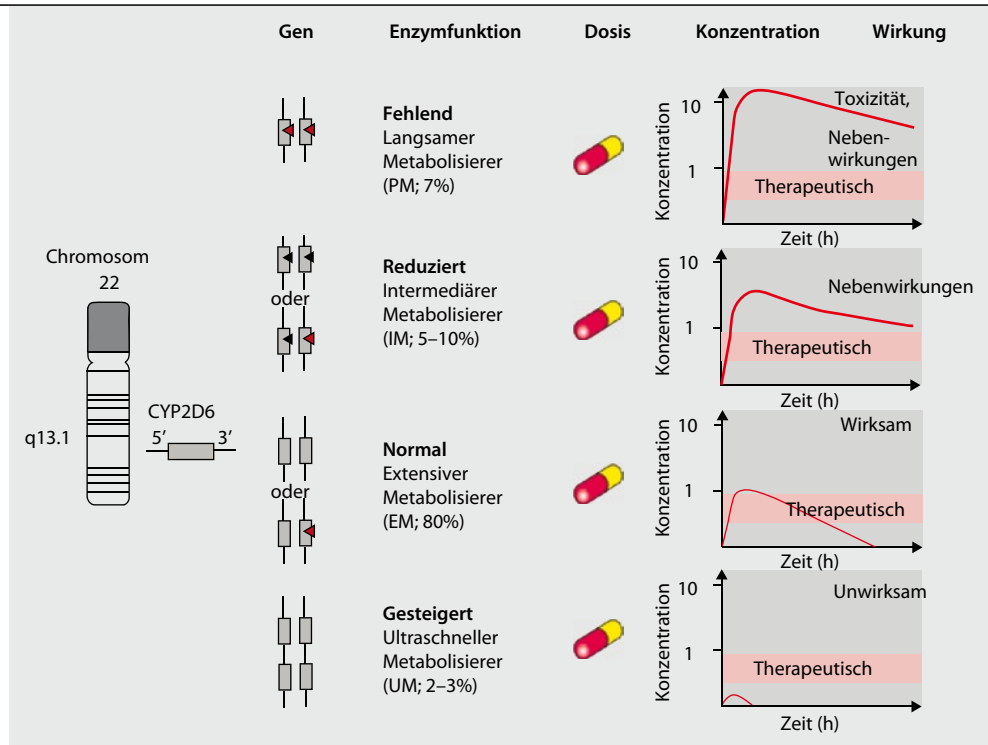 Gen Enzymfunktion Dosis Konzentration Wirkung
Chromosom
22
q13.1
CYP2D6
5′ 3′
Fehlend
Langsamer
Metabolisierer
(PM; 7%)
Konzentration
10
1
Toxizität,
Neben-
wirkungen
Therapeutisch
Zeit (h)
oder
Reduziert
Intermediärer
Metabolisierer
(IM; 5–10%)
Konzentration
10
1
Nebenwirkungen
Therapeutisch
Zeit (h)
oder
Normal
Extensiver
Metabolisierer
(EM; 80%)
Konzentration
10
1
Wirksam
Therapeutisch
Zeit (h)
Gesteigert
Ultraschneller
Metabolisierer
(UM; 2–3%)
Konzentration
10
1
Unwirksam
Therapeutisch
Zeit (h)